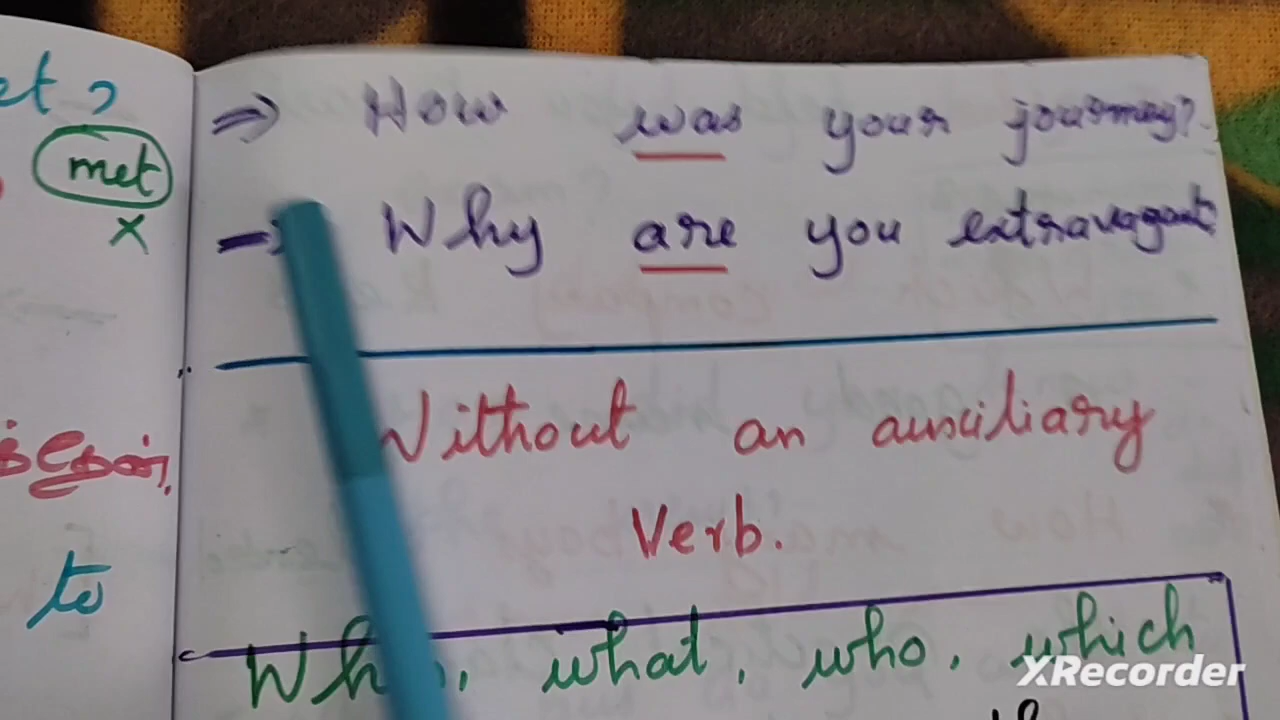 et ?
met
x
to
⇒ How was your journey?
⇒ Why are you extravagant
Without an auxiliary
Verb.
what, who, which
XRecorder